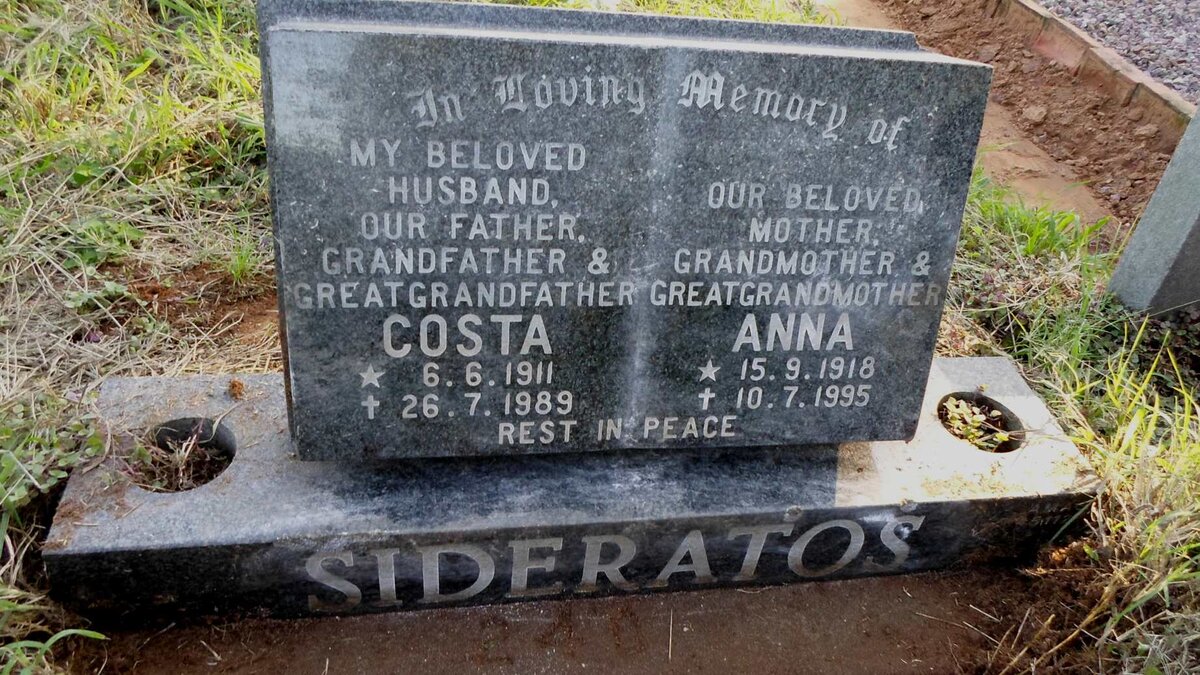 In Loving Memory of
MY BELOVED
HUSBAND,
OUR FATHER,
GRANDFATHER &
GREATGRANDFATHER
COSTA
★ 6.6.1911
✝ 26.7.1989
OUR BELOVED,
MOTHER,
GRANDMOTHER &
GREATGRANDMOTHER
ANNA
★ 15.9.1918
✝ 10.7.1995
REST IN PEACE
SIDERATOS